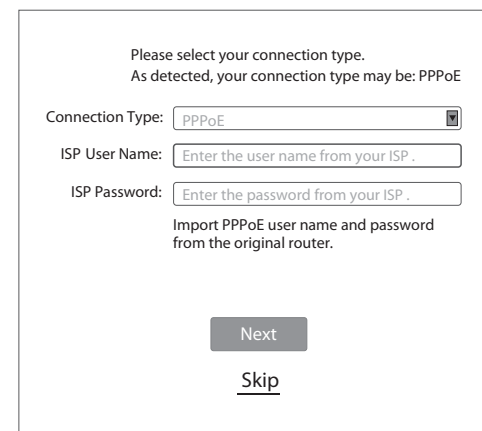 Please select your connection type.
As detected, your connection type may be: PPPoE
Connection Type: PPPoE
ISP User Name: Enter the user name from your ISP .
ISP Password: Enter the password from your ISP .
Import PPPoE user name and password
from the original router.
Next
Skip